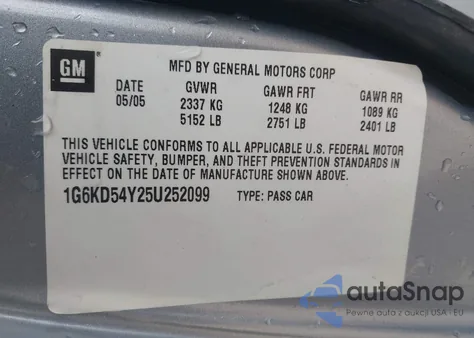 GM
MFD BY GENERAL MOTORS CORP
DATE GVWR GAWR FRT GAWR RR
05/05 2337 KG 1248 KG 1089 KG
5152 LB 2751 LB 2401 LB
THIS VEHICLE CONFORMS TO ALL APPLICABLE U.S. FEDERAL MOTOR
VEHICLE SAFETY, BUMPER, AND THEFT PREVENTION STANDARDS
IN EFFECT ON THE DATE OF MANUFACTURE SHOWN ABOVE.
1G6KD54Y25U252099 TYPE: PASS CAR
autoSnap
Pewne auta z aukcji USA i EU